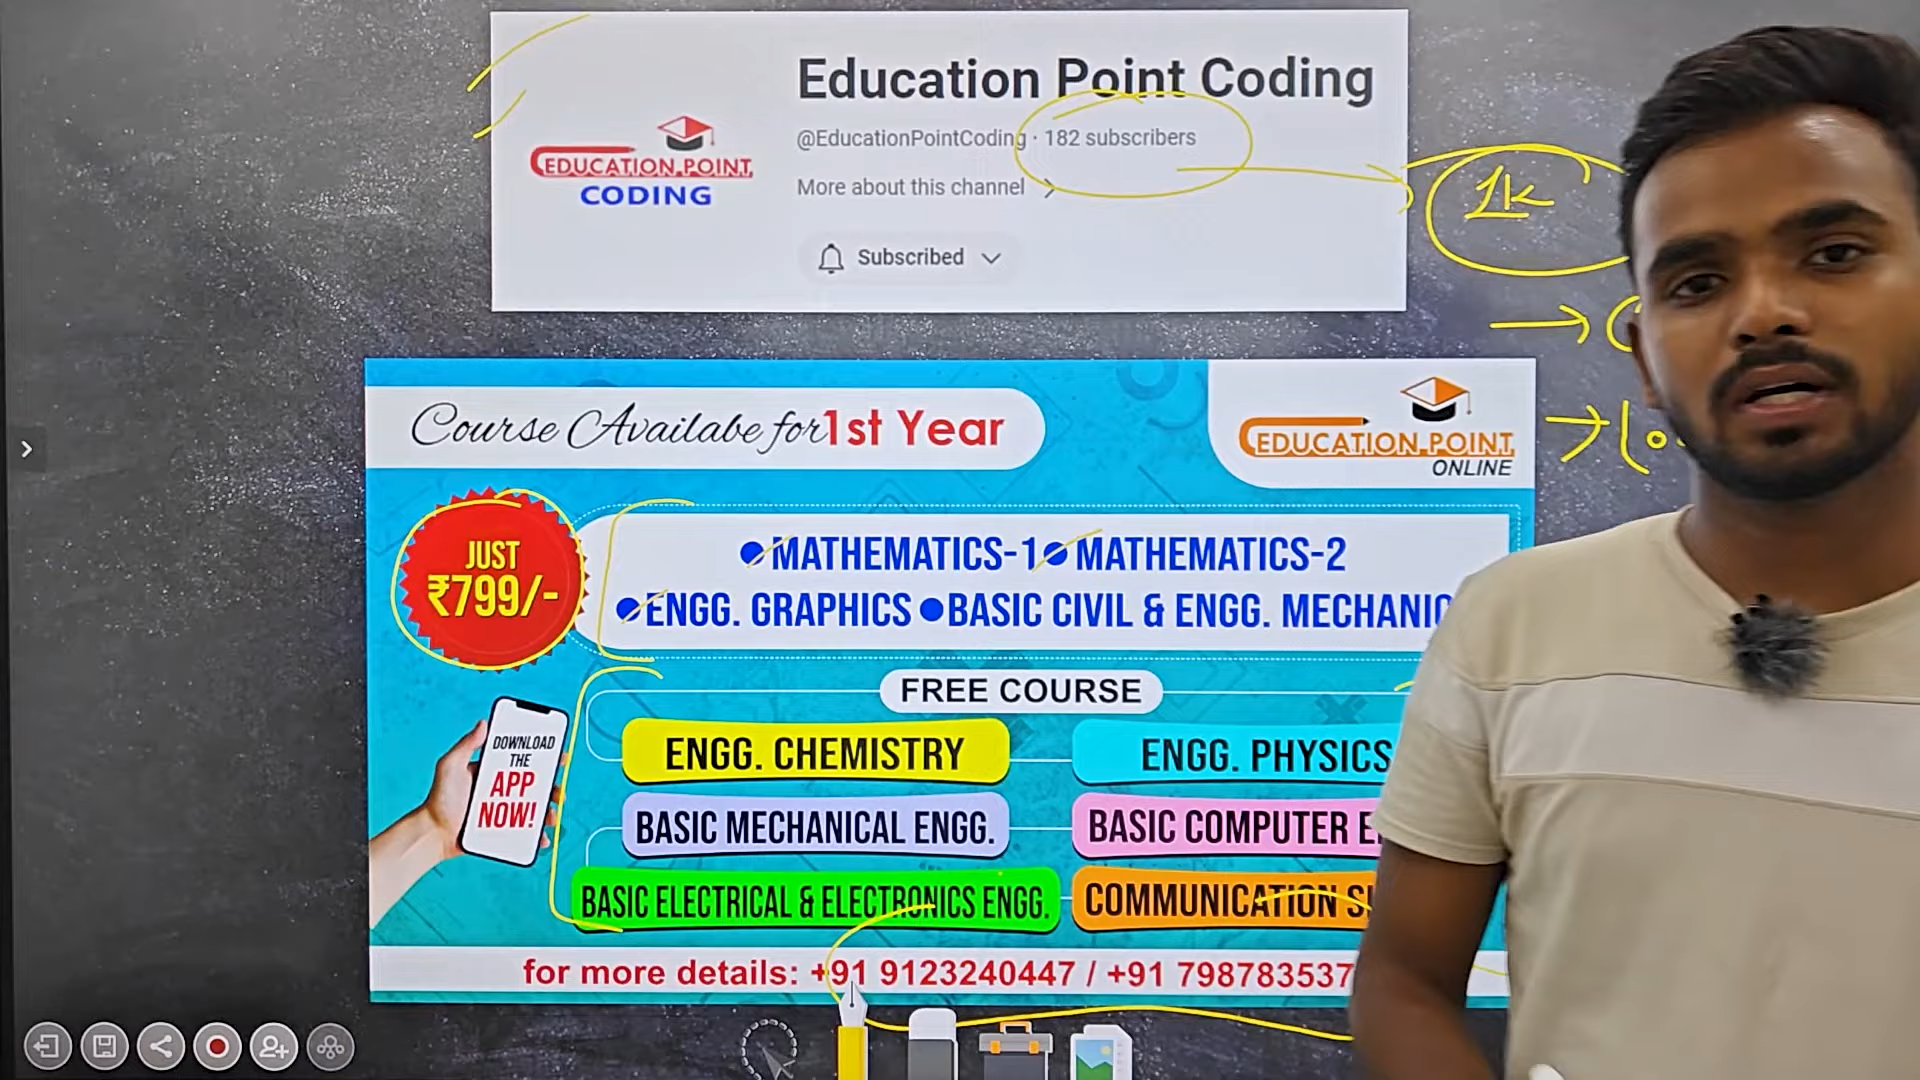 Education Point Coding
@EducationPointCoding · 182 subscribers
More about this channel
Subscribed
EDUCATION POINT
CODING
1k
Course Availabe for 1st Year
EDUCATION POINT
ONLINE
JUST
₹799/-
MATHEMATICS-1 MATHEMATICS-2
ENGG. GRAPHICS BASIC CIVIL & ENGG.
FREE COURSE
ENGG. CHEMISTRY
ENGG. PHYSICS
BASIC MECHANICAL ENGG.
BASIC COMPUTER
BASIC ELECTRICAL & ELECTRONICS ENGG.
COMMUNICATION
DOWNLOAD
THE
APP
NOW!
for more details: +91 9123240447 / +91 798783537